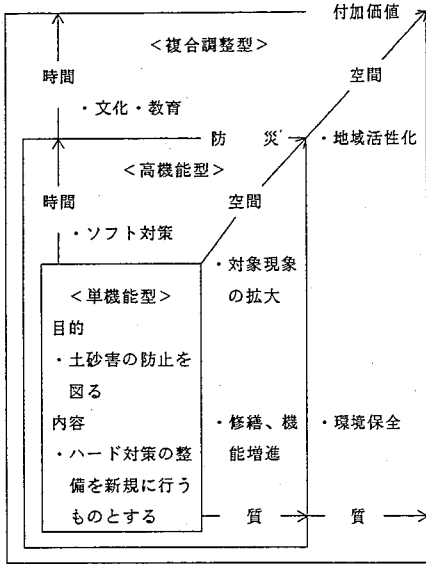 付加価値
＜複合調整型＞
時間
空間
・文化・教育
防　災
・地域活性化
＜高機能型＞
時間
空間
・ソフト対策
・対象現象
の拡大
＜単機能型＞
目的
・土砂害の防止を
図る
内容
・ハード対策の整
備を新規に行う
ものとする
・修繕、機
能増進
・環境保全
質
質